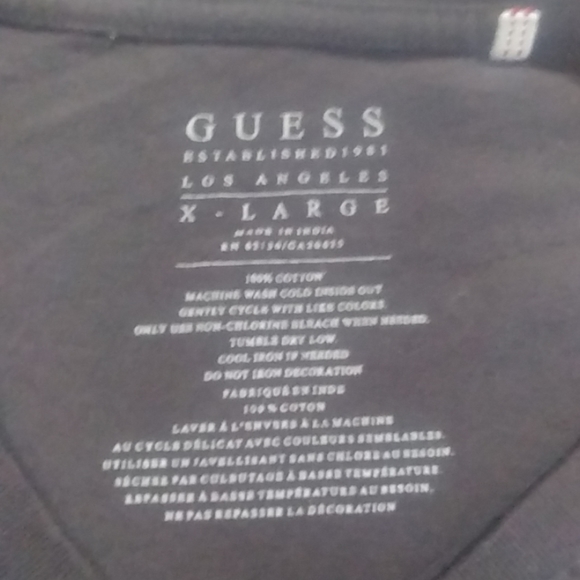 GUESS
ESTABLISHED 1981
LOS ANGELES
X-LARGE
MADE IN INDIA
100% COTTON
MACHINE WASH COLD INSIDE OUT
GENTLY CYCLE WITH LIKE COLORS.
ONLY USE NON-CHLORINE BLEACH WHEN NEEDED.
TUMBLE DRY LOW.
COOL IRON IF NEEDED
DO NOT IRON DECORATION
FABRIQUÉ EN INDE
100% COTON
LAVER À L'ENVERS À LA MACHINE
AU CYCLE DÉLICAT AVEC COULEURS SEMBLABLES.
UTILISER UN JAVELLISANT SANS CHLORE AU BESOIN.
SÉCHER PAR CULBUTAGE À BASSE TEMPÉRATURE.
REPASSER À BASSE TEMPÉRATURE AU BESOIN.
NE PAS REPASSER LA DÉCORATION